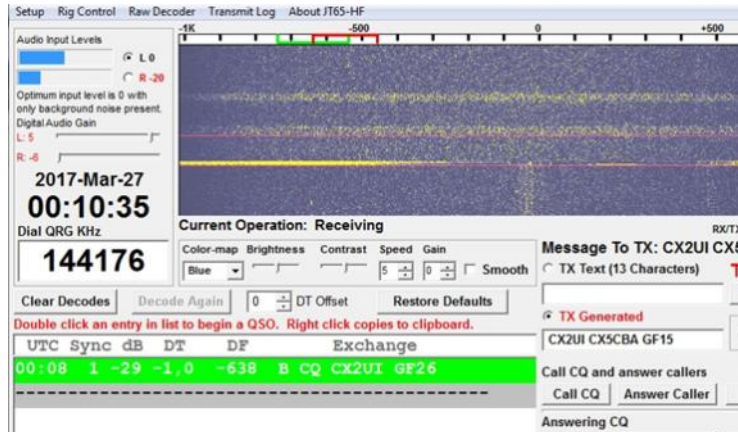 Setup Rig Control Raw Decoder Transmit Log About JT65-HF
-1K -500 0 +500
Audio Input Levels
L 0
R -20
Optimum input level is 0 with
only background noise present.
Digital Audio Gain
L: 5
R: -6
2017-Mar-27
00:10:35
Dial QRG KHz
144176
Current Operation: Receiving
RX/T
Color-map Brightness Contrast Speed Gain
Blue 5 0 Smooth
Clear Decodes Decode Again 0 DT Offset Restore Defaults
Double click an entry in list to begin a QSO. Right click copies to clipboard.
UTC Sync dB DT DF Exchange
00:08 1 -29 -1,0 -638 B CQ CX2UI GF26
Message To TX: CX2UI CX5
TX Text (13 Characters)
TX Generated
CX2UI CX5CBA GF15
Call CQ and answer callers
Call CQ Answer Caller
Answering CQ